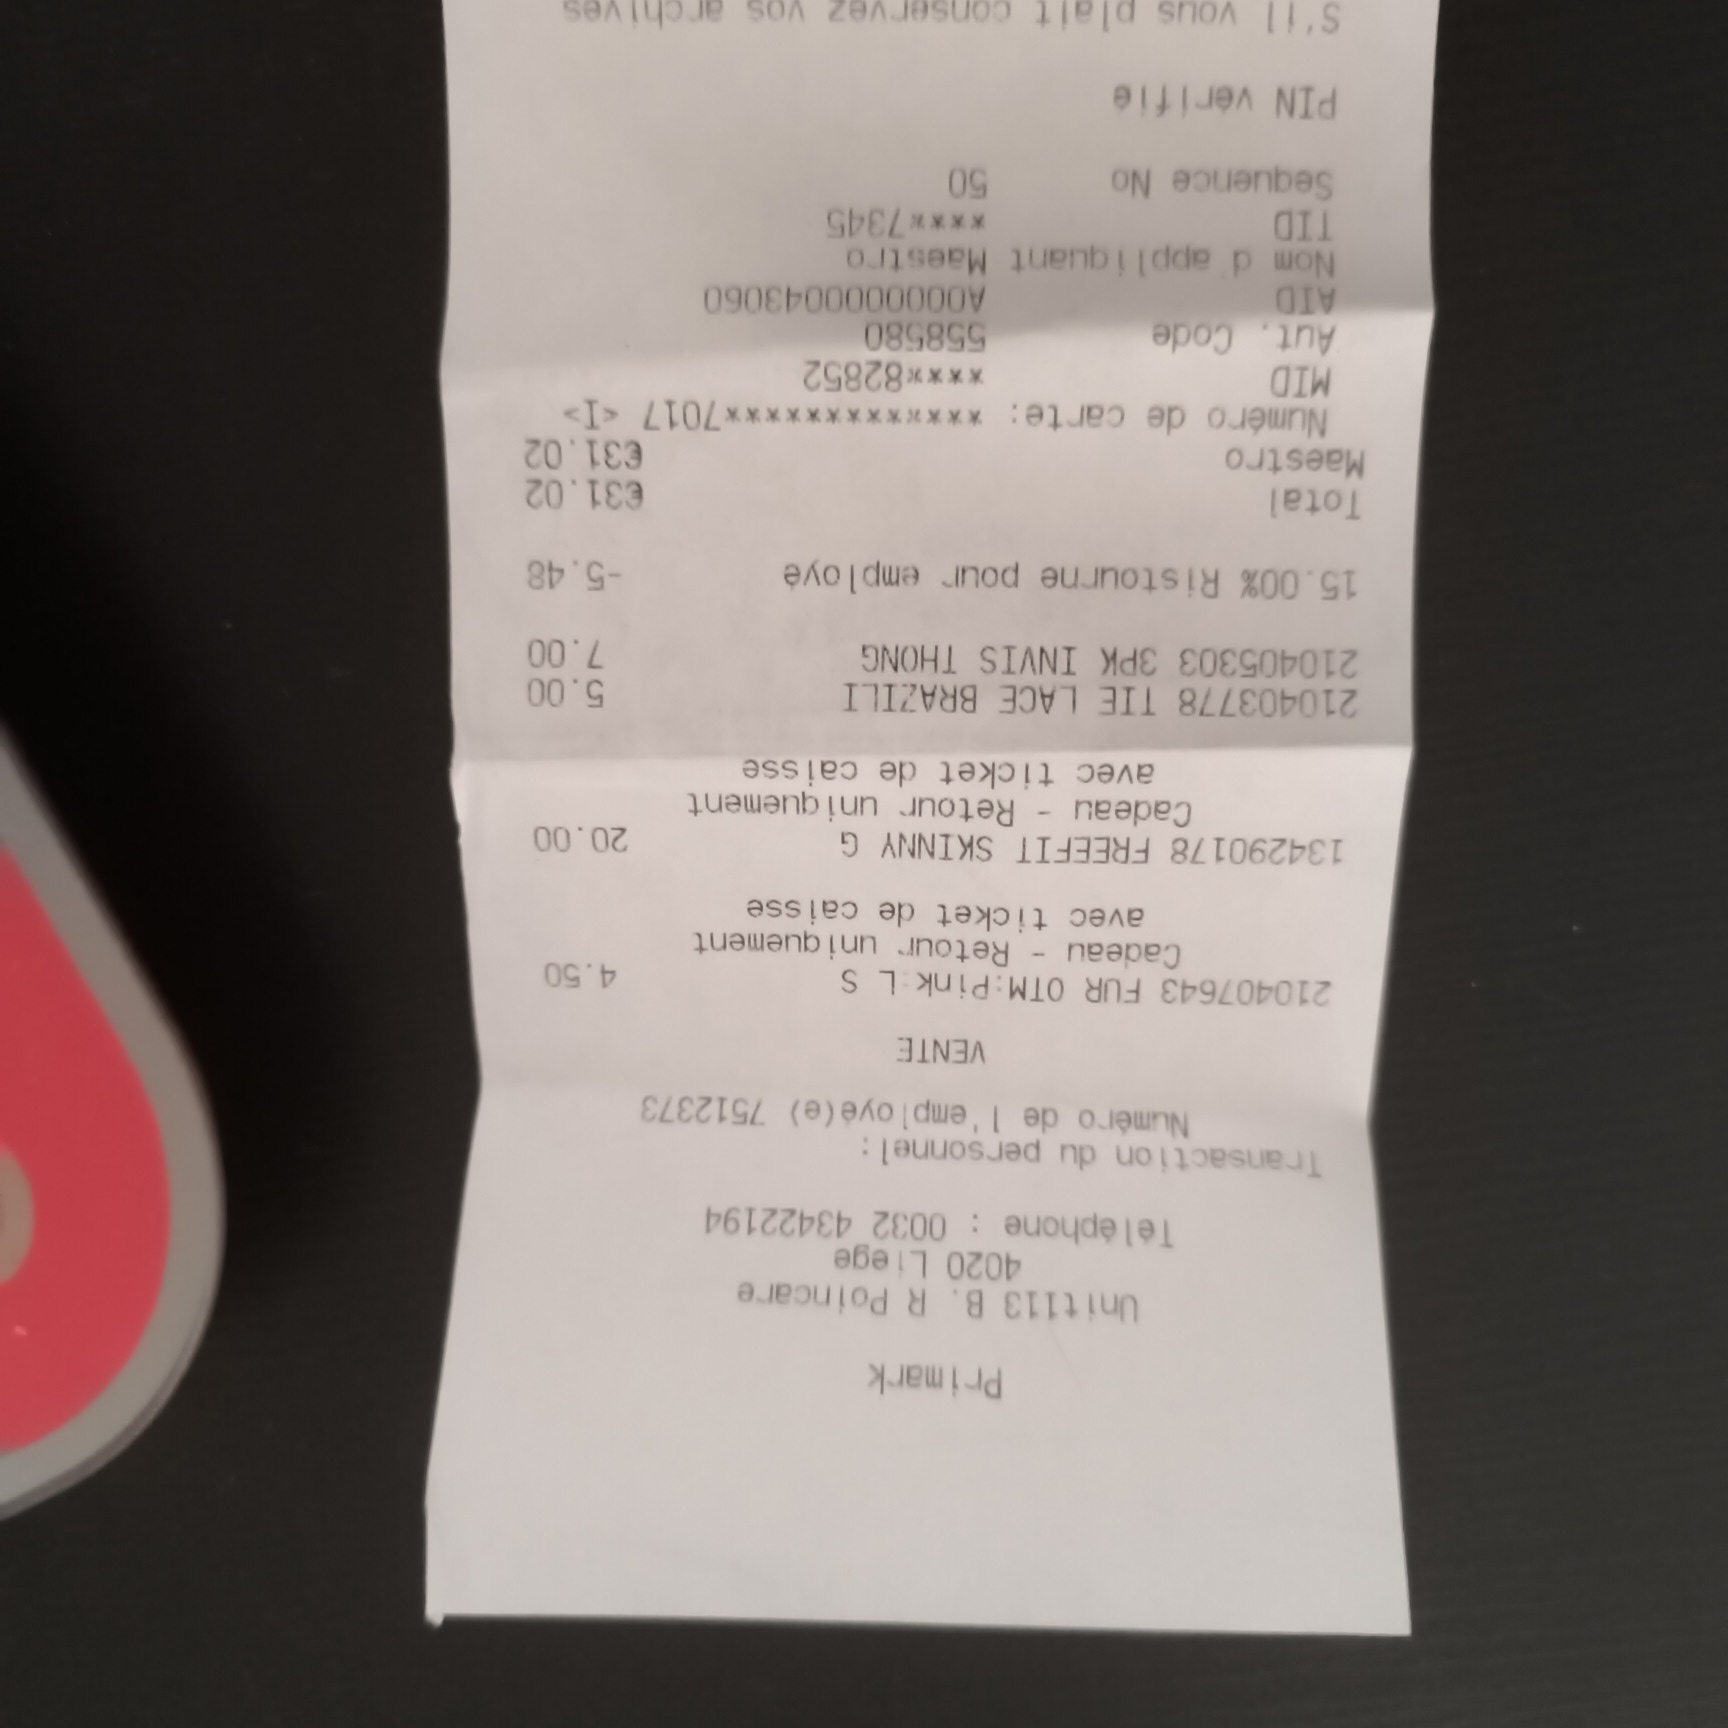 Primark
Unit113 B. R Poincare
4020 Liege
Téléphone : 0032 43422194
Transaction du personnel:
Numéro de l'employé(e) 7512373
VENTE
210407643 FUR OTM:Pink:L S 4.50
Cadeau - Retour uniquement
avec ticket de caisse
134290178 FREEFIT SKINNY G 20.00
Cadeau - Retour uniquement
avec ticket de caisse
210403778 TIE LACE BRAZILI 5.00
210405303 3PK INVIS THONG 7.00
15.00% Ristourne pour employé -5.48
Total €31.02
Maestro €31.02
Numéro de carte: ***************7017 <I>
MID ****82852
Aut. Code 558580
AID A0000000043060
Nom d'appliquant Maestro
TID ****7345
Sequence No 50
PIN vérifié
S'il vous plait conservez vos archives